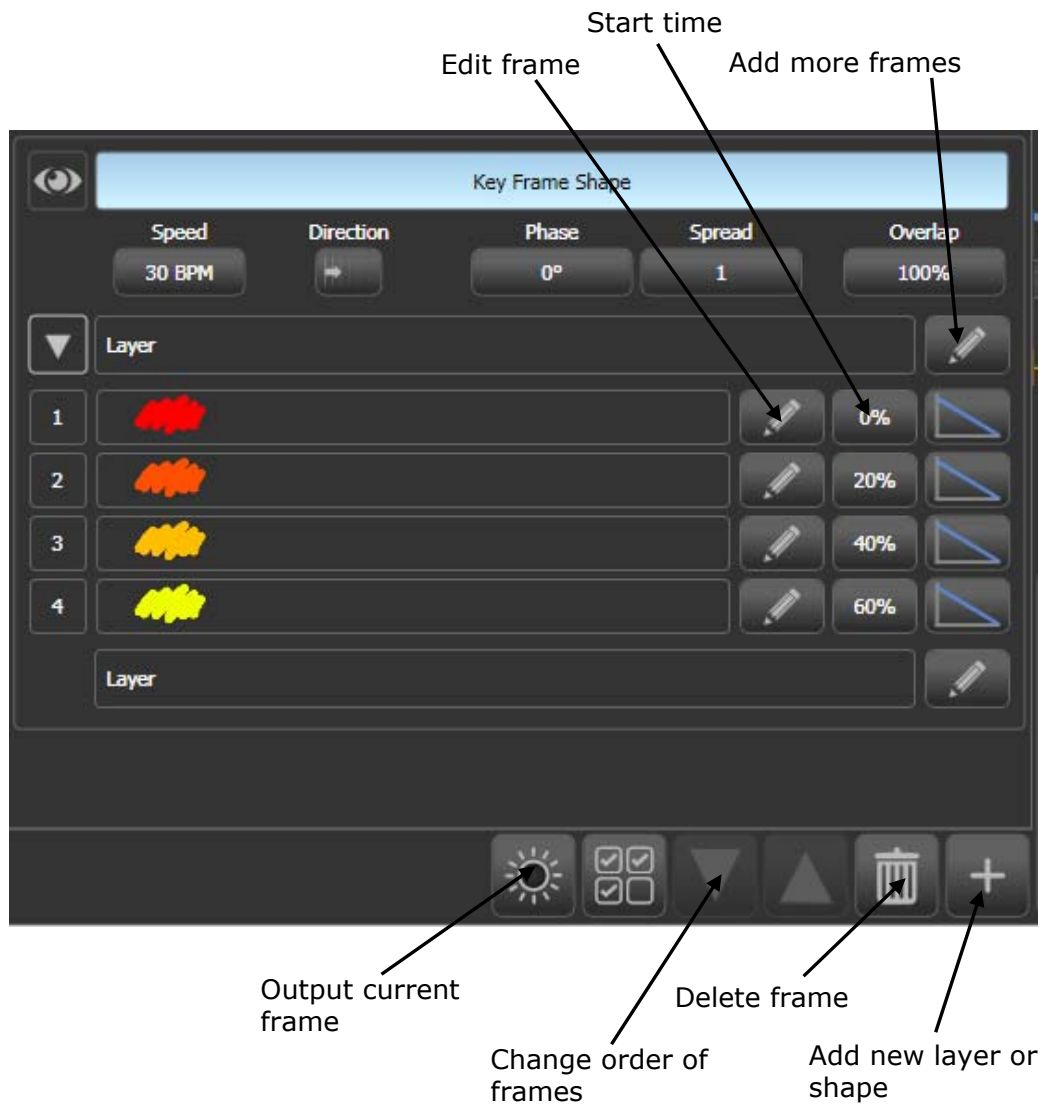 Start time
Edit frame
Add more frames
Key Frame Shape
Speed Direction Phase Spread Overlap
30 BPM 0° 1 100%
Layer
1 0%
2 20%
3 40%
4 60%
Layer
Output current
frame
Delete frame
Change order of
frames
Add new layer or
shape